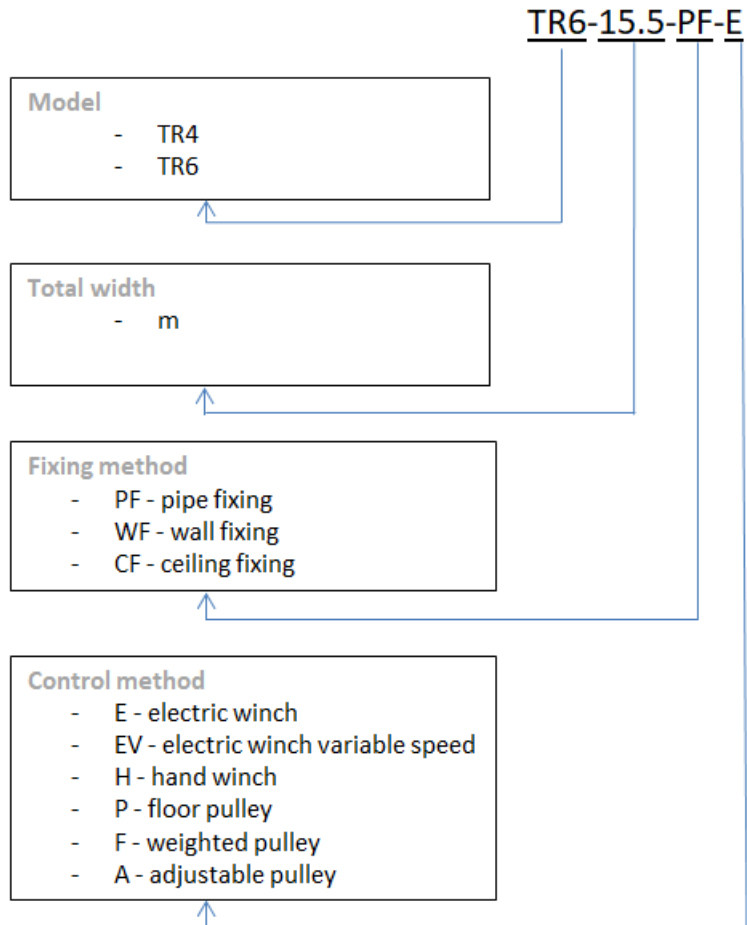 TR6-15.5-PF-E
Model
- TR4
- TR6
Total width
- m
Fixing method
- PF - pipe fixing
- WF - wall fixing
- CF - ceiling fixing
Control method
- E - electric winch
- EV - electric winch variable speed
- H - hand winch
- P - floor pulley
- F - weighted pulley
- A - adjustable pulley